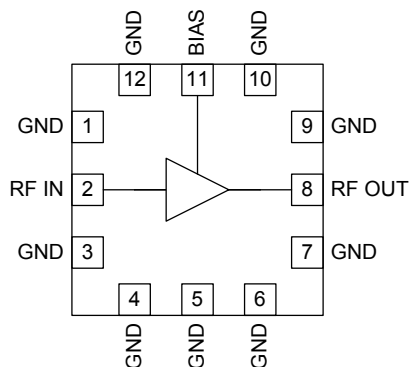 GND
BIAS
GND
12
11
10
GND 1
9 GND
RF IN 2
8 RF OUT
GND 3
7 GND
4
5
6
GND
GND
GND